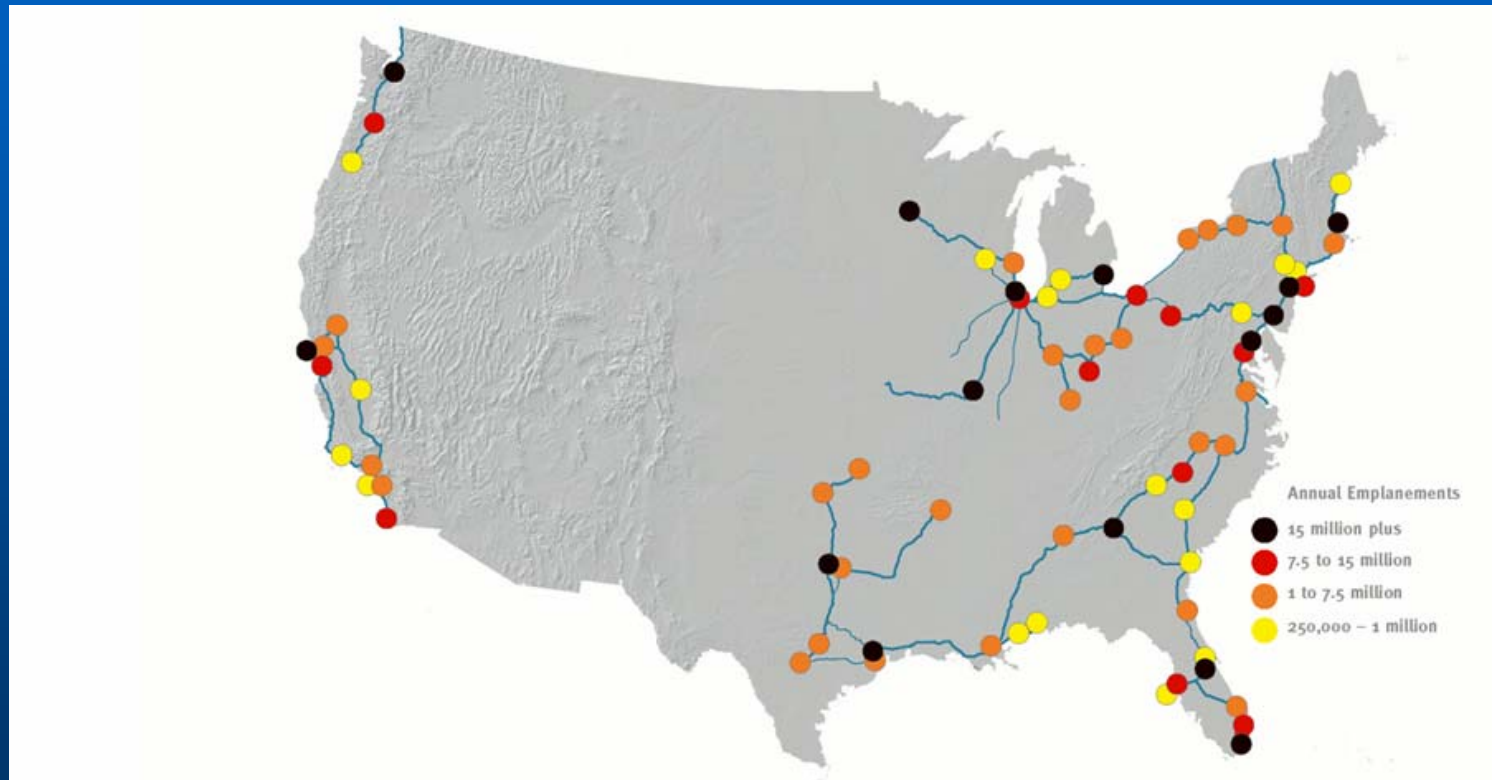 Annual Emplanements
15 million plus
7.5 to 15 million
1 to 7.5 million
250,000 – 1 million